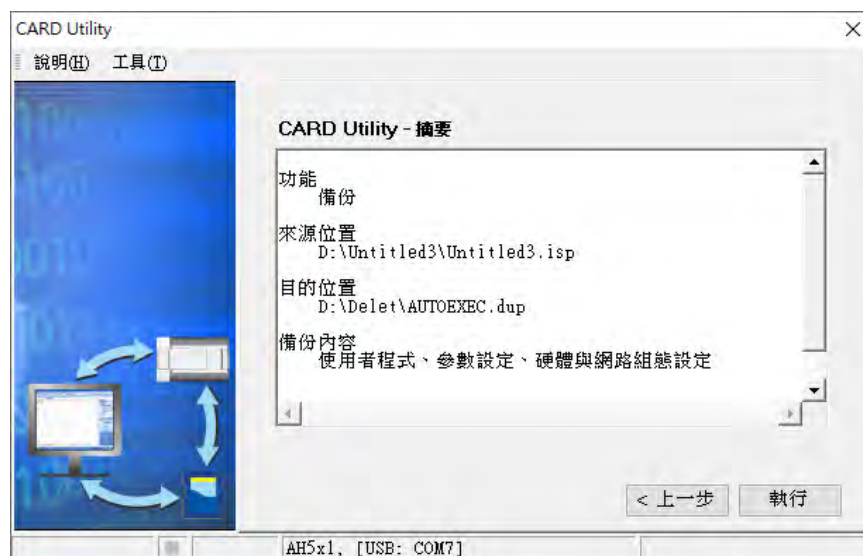 CARD Utility
說明(H) 工具(T)
CARD Utility - 摘要
功能
備份
來源位置
D:\Untitled3\Untitled3.isp
目的位置
D:\Delet\AUTOEXEC.dup
備份內容
使用者程式、參數設定、硬體與網路組態設定
< 上一步 執行
AH5x1, [USB: COM7]